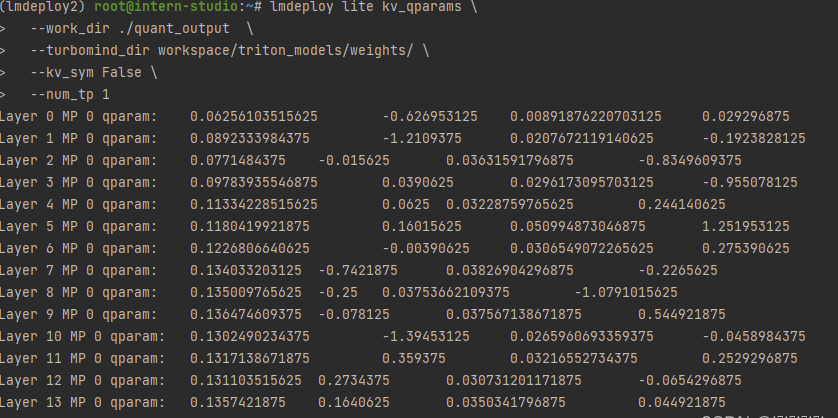 (lmdeploy2) root@intern-studio:~# lmdeploy lite kv_qparams \
>   --work_dir ./quant_output  \
>   --turbomind_dir workspace/triton_models/weights/ \
>   --kv_sym False \
>   --num_tp 1
Layer 0 MP 0 qparam:    0.06256103515625        -0.626953125    0.00891876220703125     0.029296875
Layer 1 MP 0 qparam:    0.0892333984375         -1.2109375      0.0207672119140625      -0.1923828125
Layer 2 MP 0 qparam:    0.0771484375    -0.015625       0.03631591796875        -0.8349609375
Layer 3 MP 0 qparam:    0.09783935546875        0.0390625       0.0296173095703125      -0.955078125
Layer 4 MP 0 qparam:    0.11334228515625        0.0625  0.03228759765625        0.244140625
Layer 5 MP 0 qparam:    0.1180419921875         0.16015625      0.050994873046875       1.251953125
Layer 6 MP 0 qparam:    0.1226806640625         -0.00390625     0.0306549072265625      0.275390625
Layer 7 MP 0 qparam:    0.134033203125  -0.7421875      0.03826904296875        -0.2265625
Layer 8 MP 0 qparam:    0.135009765625  -0.25   0.03753662109375        -1.0791015625
Layer 9 MP 0 qparam:    0.136474609375  -0.078125       0.037567138671875       0.544921875
Layer 10 MP 0 qparam:   0.1302490234375         -1.39453125     0.0265960693359375      -0.0458984375
Layer 11 MP 0 qparam:   0.1317138671875         0.359375        0.03216552734375        0.2529296875
Layer 12 MP 0 qparam:   0.131103515625  0.2734375       0.030731201171875       -0.0654296875
Layer 13 MP 0 qparam:   0.1357421875    0.1640625       0.0350341796875         0.044921875